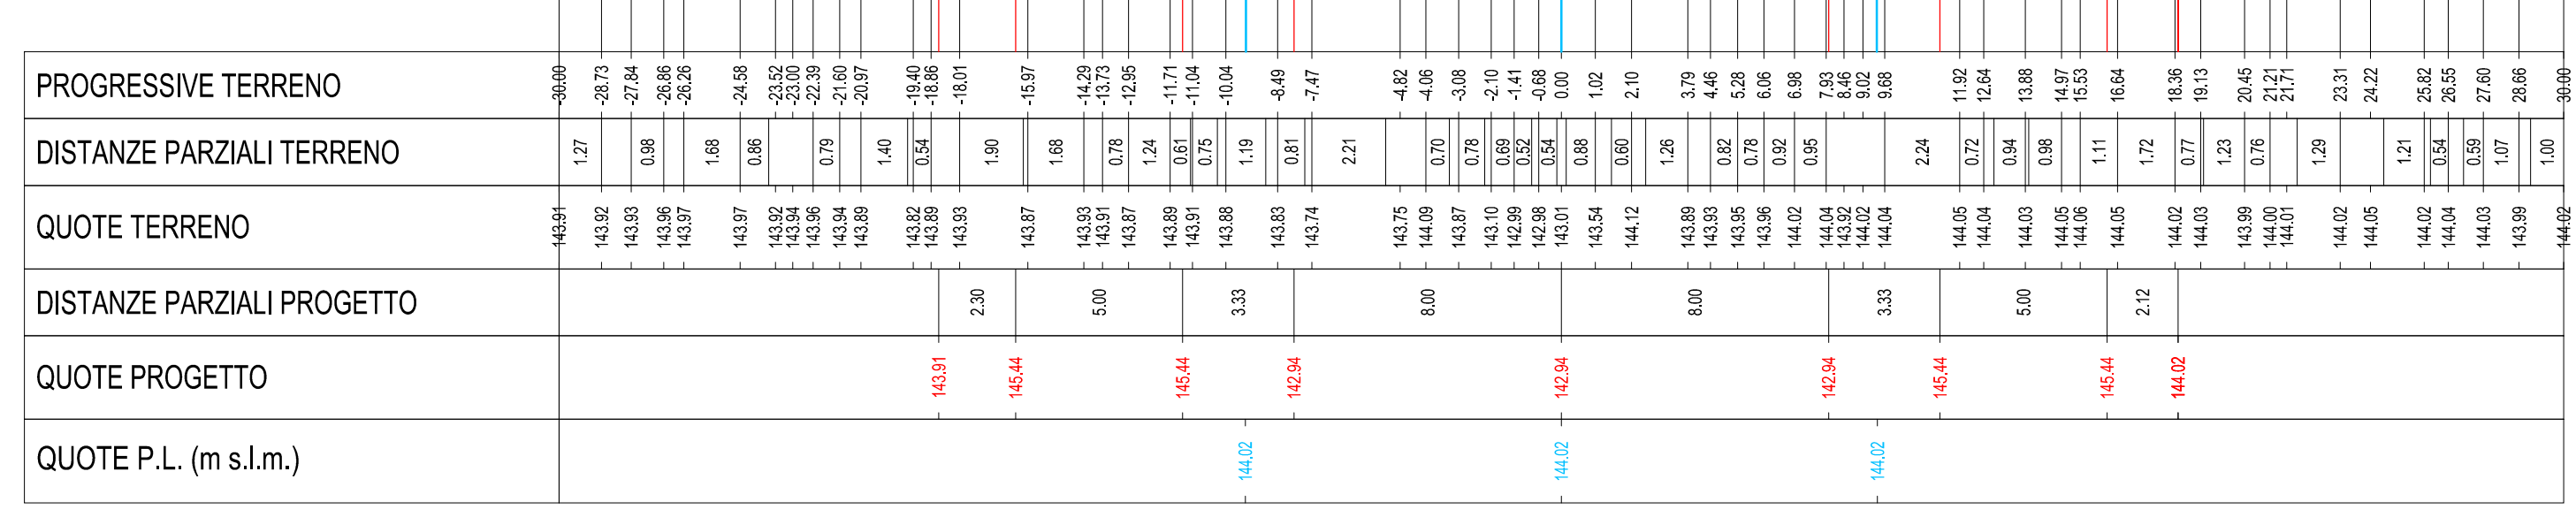 PROGRESSIVE TERRENO -30.00 -28.73 -27.84 -26.86 -26.26 -24.58 -23.52 -23.00 -22.39 -21.60 -20.97 -19.40 -18.86 -18.01 -15.97 -14.29 -13.73 -12.95 -11.71 -11.04 -10.04 -8.49 -7.47 -4.82 -4.06 -3.08 -2.10 -1.41 -0.68 0.00 1.02 2.10 3.79 4.46 5.28 6.06 6.98 7.93 8.46 9.02 9.68 11.92 12.64 13.88 14.97 15.53 16.64 18.36 19.13 20.45 21.21 21.71 23.31 24.22 25.82 26.55 27.60 28.66 30.00
DISTANZE PARZIALI TERRENO 1.27 0.98 1.68 0.86 0.79 1.40 0.54 1.90 1.68 0.78 1.24 0.61 0.75 1.19 0.81 2.21 0.70 0.78 0.69 0.52 0.54 0.88 0.60 1.26 0.82 0.78 0.92 0.95 2.24 0.72 0.94 0.98 1.11 1.72 0.77 1.23 0.76 1.29 1.21 0.54 0.59 1.07 1.00
QUOTE TERRENO 143.91 143.92 143.93 143.96 143.97 143.97 143.92 143.94 143.96 143.94 143.89 143.82 143.89 143.93 143.87 143.93 143.91 143.87 143.89 143.91 143.88 143.83 143.74 143.75 144.09 143.87 143.10 142.99 142.98 143.01 143.54 144.12 143.89 143.93 143.95 143.96 144.02 144.04 143.92 144.02 144.04 144.05 144.04 144.03 144.05 144.06 144.05 144.02 144.03 143.99 144.00 144.01 144.02 144.05 144.02 144.04 144.03 143.99 144.02
DISTANZE PARZIALI PROGETTO 2.30 5.00 3.33 8.00 8.00 3.33 5.00 2.12
QUOTE PROGETTO 143.91 145.44 145.44 142.94 142.94 142.94 145.44 145.44 144.02
QUOTE P.L. (m s.l.m.) 144.02 144.02 144.02